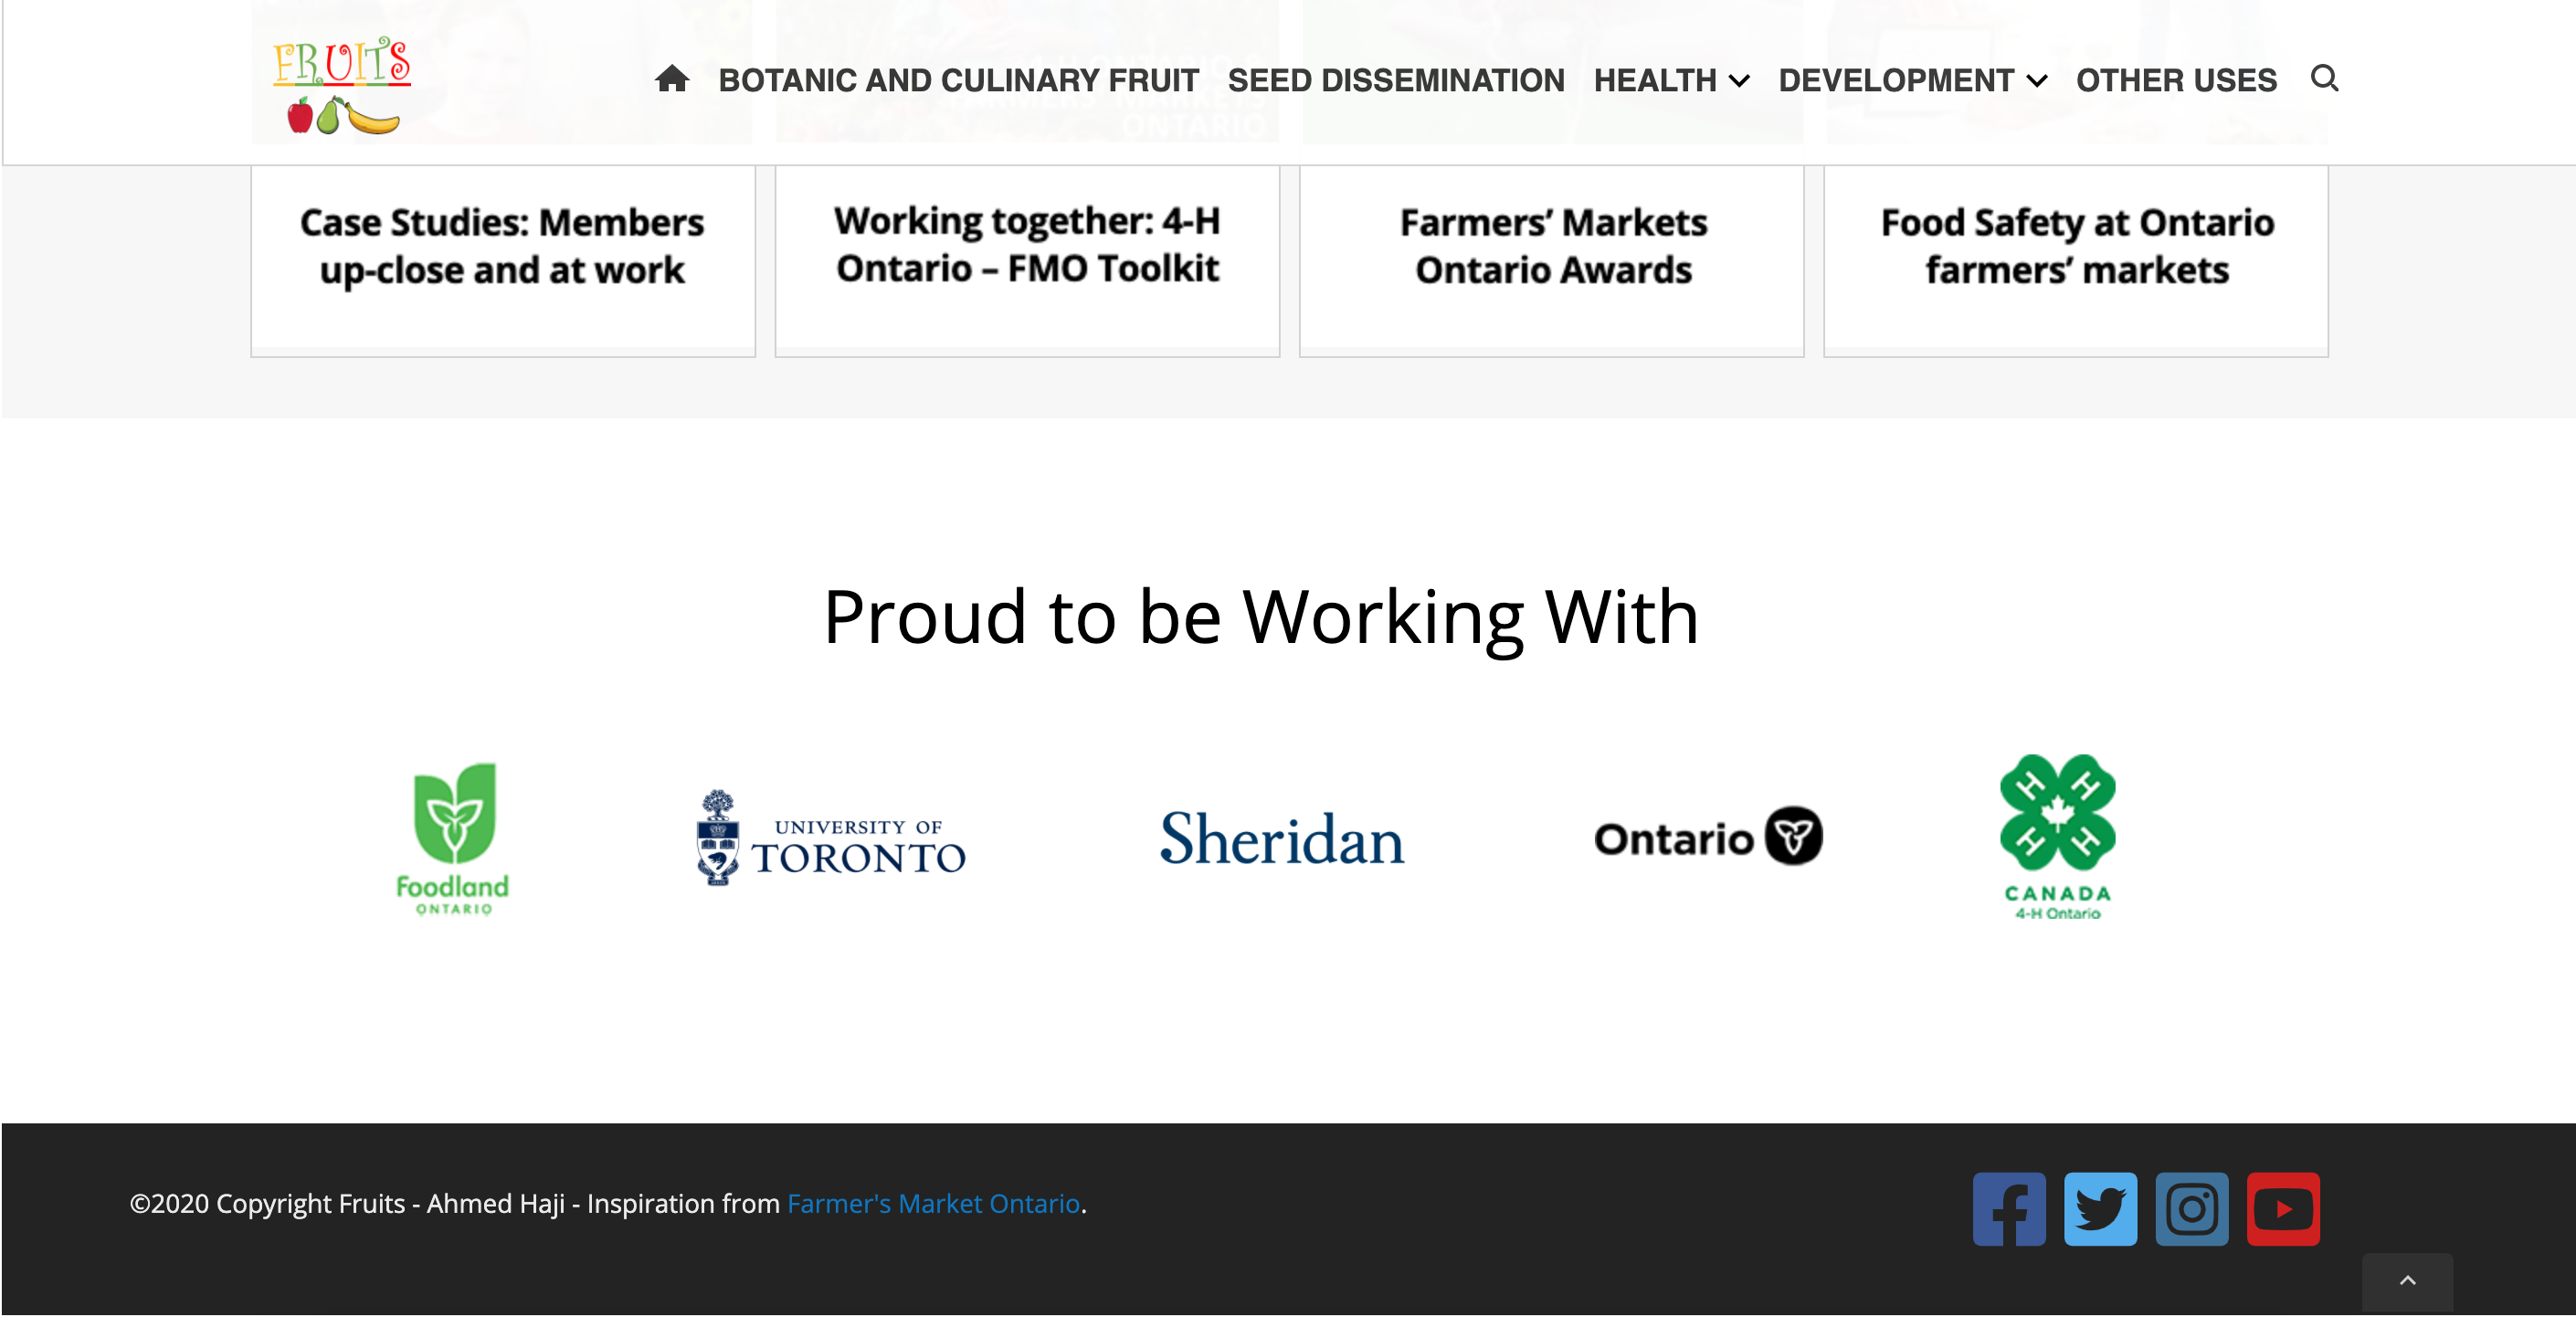 FRUITS
BOTANIC AND CULINARY FRUIT
SEED DISSEMINATION
HEALTH
DEVELOPMENT
OTHER USES
FARMERS' MARKETS
ONTARIO
Case Studies: Members
up-close and at work
Working together: 4-H
Ontario – FMO Toolkit
Farmers’ Markets
Ontario Awards
Food Safety at Ontario
farmers’ markets
Proud to be Working With
Foodland
ONTARIO
UNIVERSITY OF
TORONTO
Sheridan
Ontario
H H
H H
CANADA
4-H Ontario
©2020 Copyright Fruits - Ahmed Haji - Inspiration from Farmer's Market Ontario.